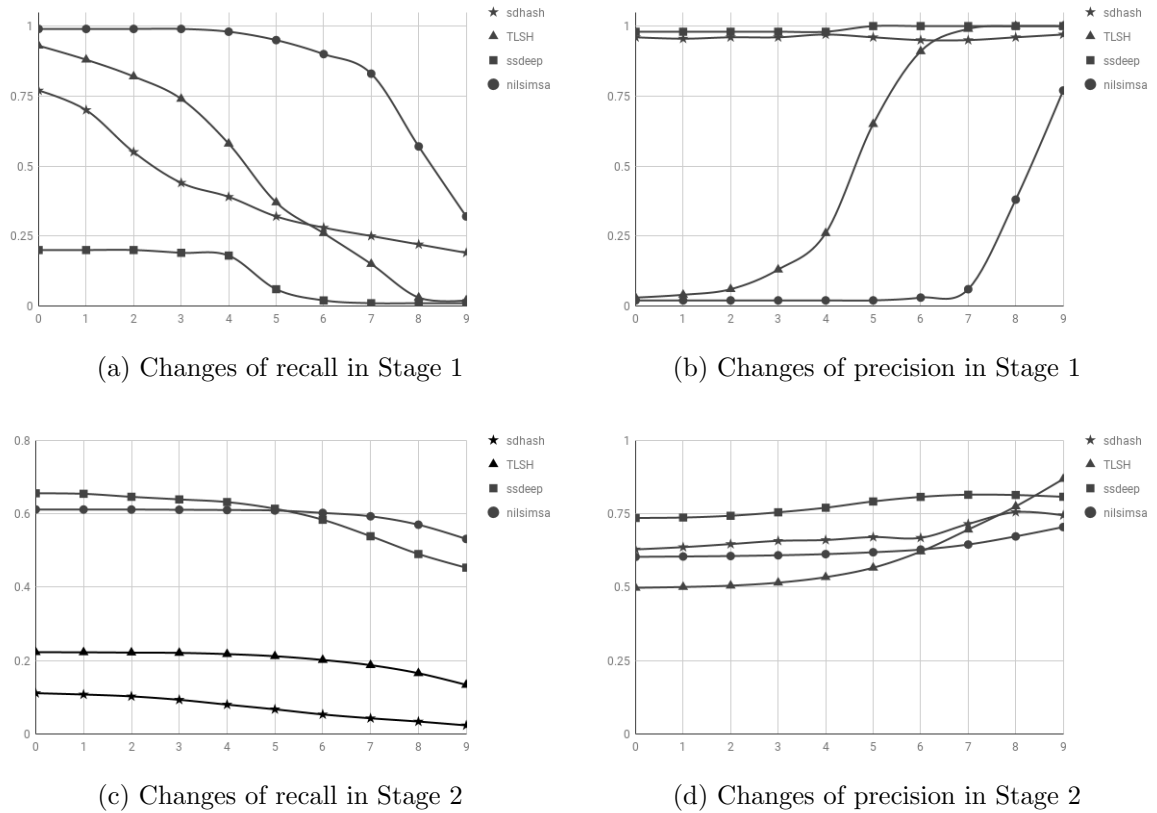 1
0.75
0.5
0.25
0
0 1 2 3 4 5 6 7 8 9
sdhash
TLSH
ssdeep
nilsimsa
(a) Changes of recall in Stage 1
1
0.75
0.5
0.25
0
0 1 2 3 4 5 6 7 8 9
sdhash
TLSH
ssdeep
nilsimsa
(b) Changes of precision in Stage 1
0.8
0.6
0.4
0.2
0
0 1 2 3 4 5 6 7 8 9
sdhash
TLSH
ssdeep
nilsimsa
(c) Changes of recall in Stage 2
1
0.75
0.5
0.25
0
0 1 2 3 4 5 6 7 8 9
sdhash
TLSH
ssdeep
nilsimsa
(d) Changes of precision in Stage 2